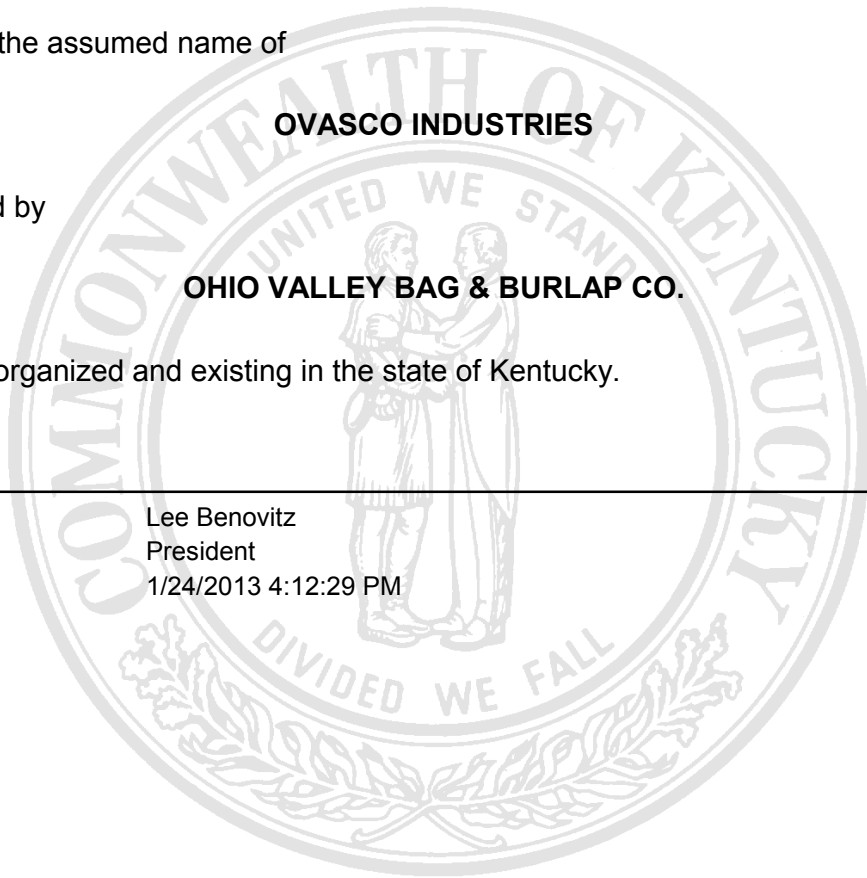 the assumed name of
OVASCO INDUSTRIES
d by
OHIO VALLEY BAG & BURLAP CO.
organized and existing in the state of Kentucky.
Lee Benovitz
President
1/24/2013 4:12:29 PM
COMMONWEALTH OF KENTUCKY
UNITED WE STAND
DIVIDED WE FALL